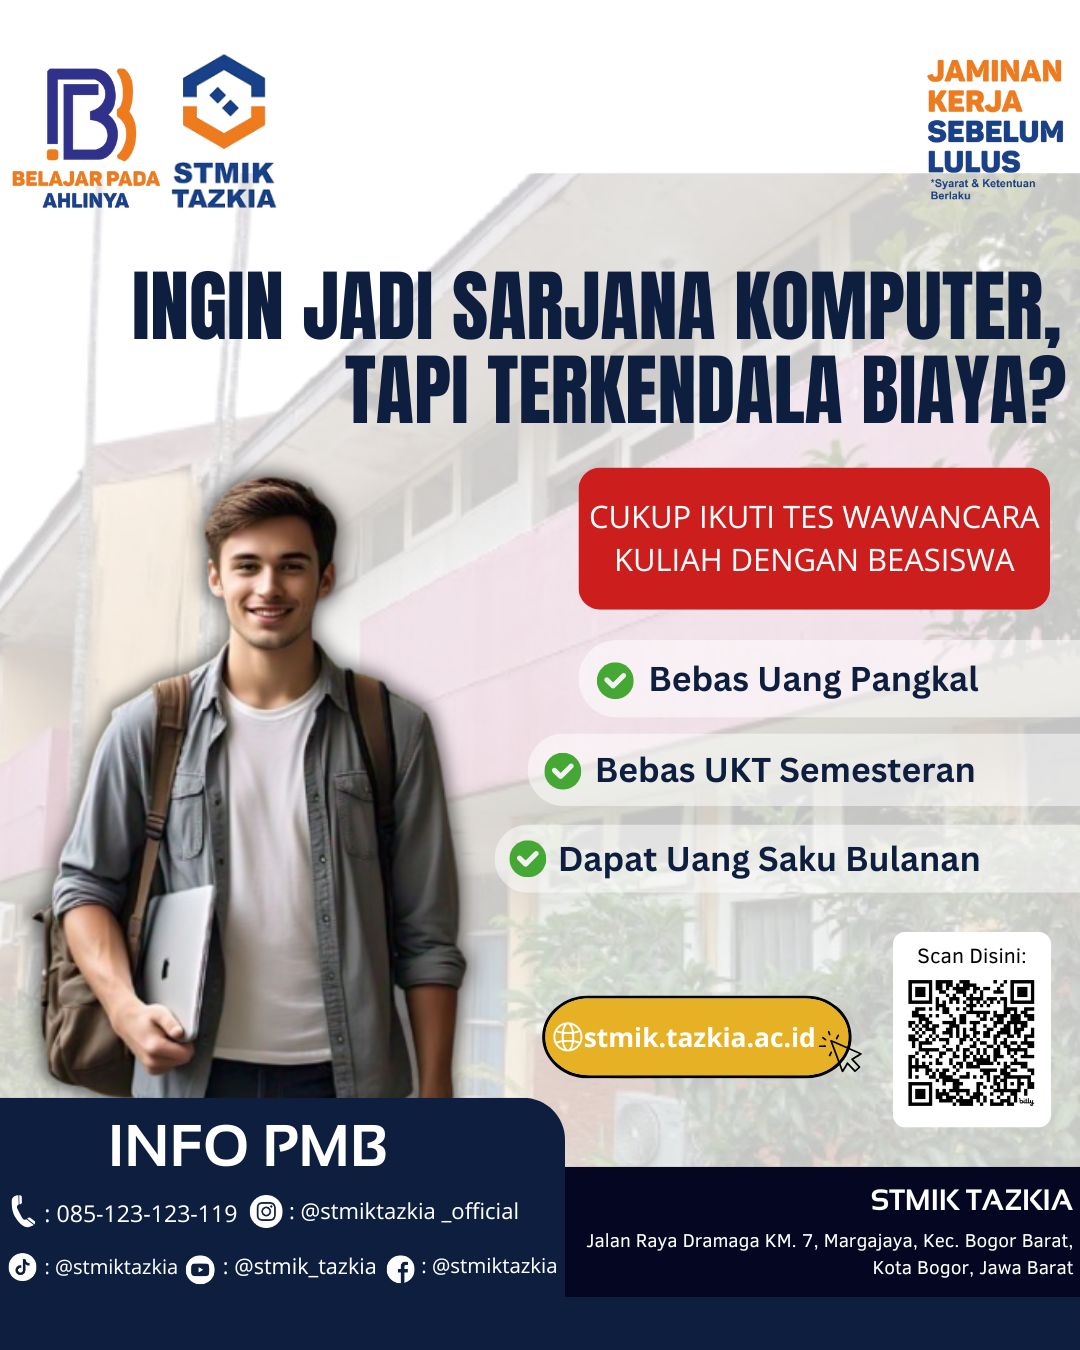 BELAJAR PADA
AHLINYA
STMIK
TAZKIA
JAMINAN
KERJA
SEBELUM
LULUS
*Syarat & Ketentuan
Berlaku
INGIN JADI SARJANA KOMPUTER,
TAPI TERKENDALA BIAYA?
CUKUP IKUTI TES WAWANCARA
KULIAH DENGAN BEASISWA
Bebas Uang Pangkal
Bebas UKT Semesteran
Dapat Uang Saku Bulanan
Scan Disini:
bitly
stmik.tazkia.ac.id
INFO PMB
: 085-123-123-119 : @stmiktazkia _official
: @stmiktazkia : @stmik_tazkia : @stmiktazkia
STMIK TAZKIA
Jalan Raya Dramaga KM. 7, Margajaya, Kec. Bogor Barat,
Kota Bogor, Jawa Barat